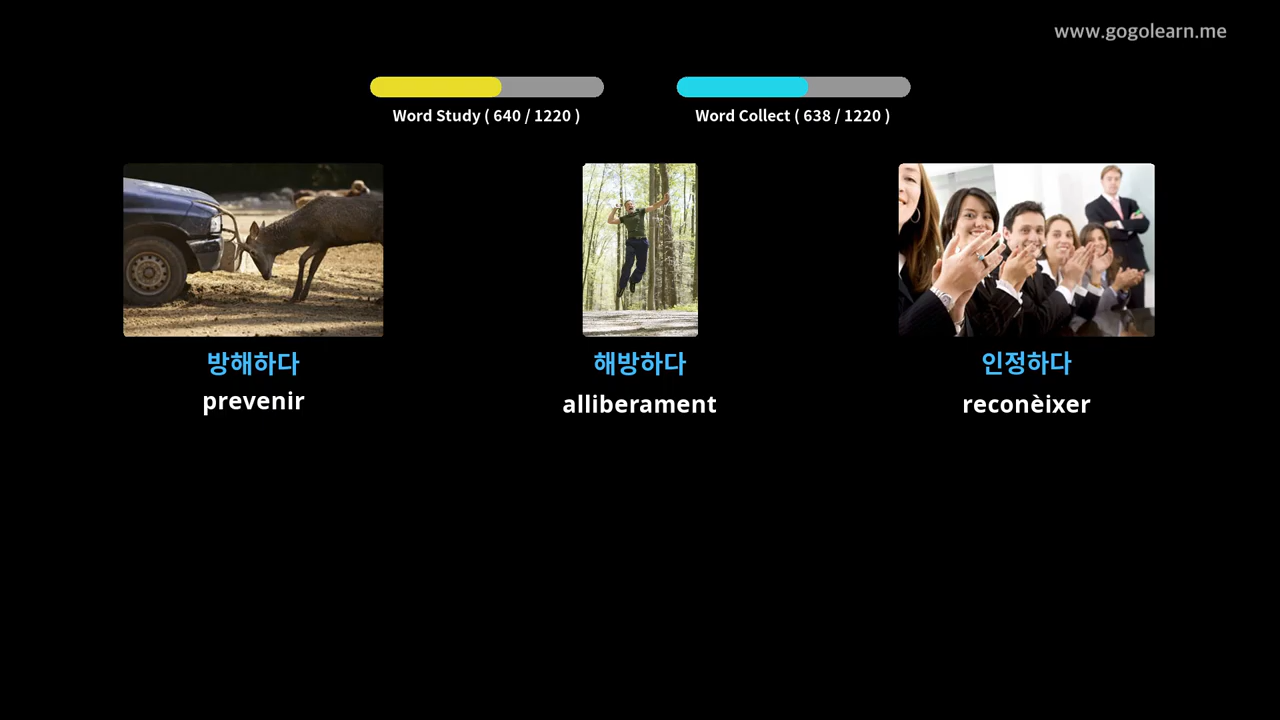 www.gogolearn.me
Word Study ( 640 / 1220 )
Word Collect ( 638 / 1220 )
방해하다
prevenir
해방하다
alliberament
인정하다
reconèixer